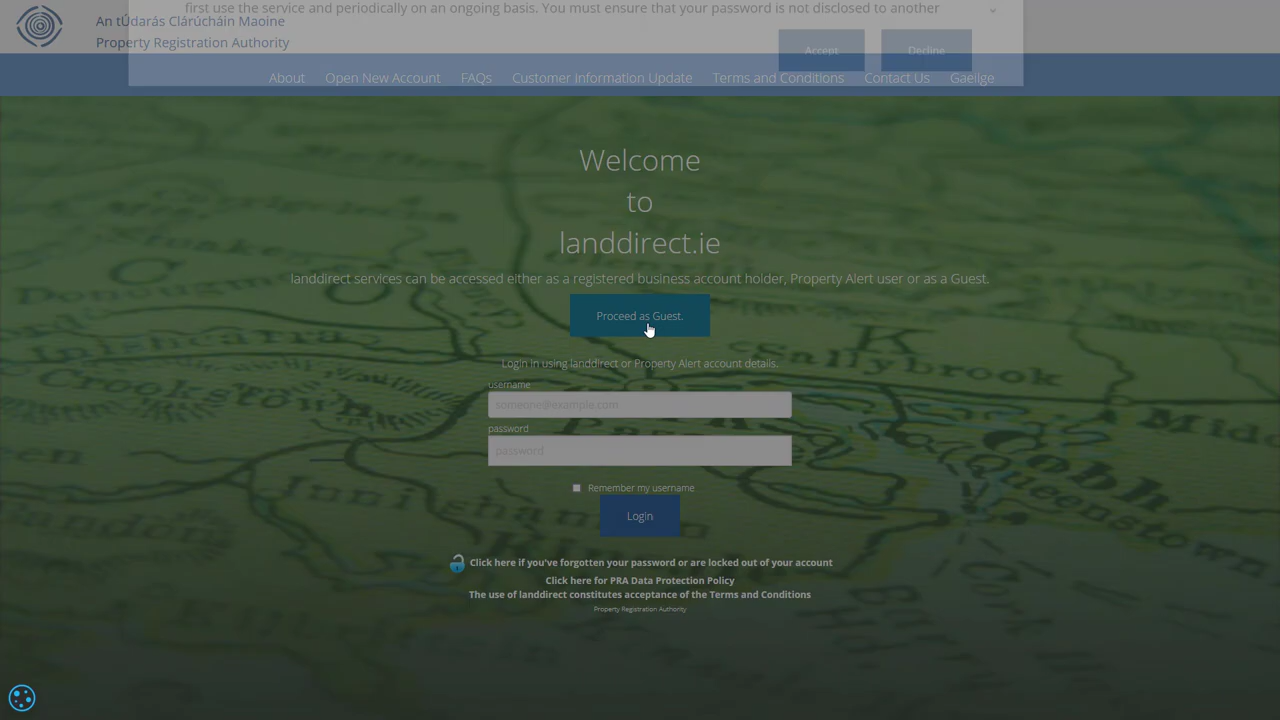 first use the service and periodically on an ongoing basis. You must ensure that your password is not disclosed to another
An tÚdarás Clárúcháin Maoine
Property Registration Authority
Accept
Decline
About
Open New Account
FAQs
Customer Information Update
Terms and Conditions
Contact Us
Gaeilge
Welcome
to
landdirect.ie
landdirect services can be accessed either as a registered business account holder, Property Alert user or as a Guest.
Proceed as Guest.
Login in using landdirect or Property Alert account details.
username
someone@example.com
password
password
Remember my username
Login
Click here if you've forgotten your password or are locked out of your account
Click here for PRA Data Protection Policy
The use of landdirect constitutes acceptance of the Terms and Conditions
Property Registration Authority